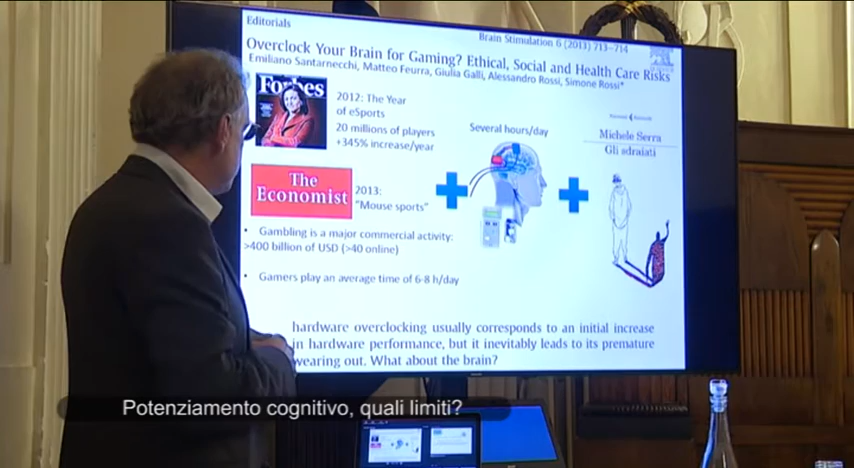 Editorials
Brain Stimulation 6 (2013) 713–714
Overclock Your Brain for Gaming? Ethical, Social and Health Care Risks
Emiliano Santarnecchi, Matteo Feurra, Giulia Galli, Alessandro Rossi, Simone Rossi*
Forbes
2012: The Year
of eSports
20 millions of players
+345% increase/year
Several hours/day
Michele Serra
Gli sdraiati
The
Economist
2013:
"Mouse sports"
• Gambling is a major commercial activity:
>400 billion of USD (>40 online)
• Gamers play an average time of 6-8 h/day
hardware overclocking usually corresponds to an initial increase
in hardware performance, but it inevitably leads to its premature
wearing out. What about the brain?
Potenziamento cognitivo, quali limiti?